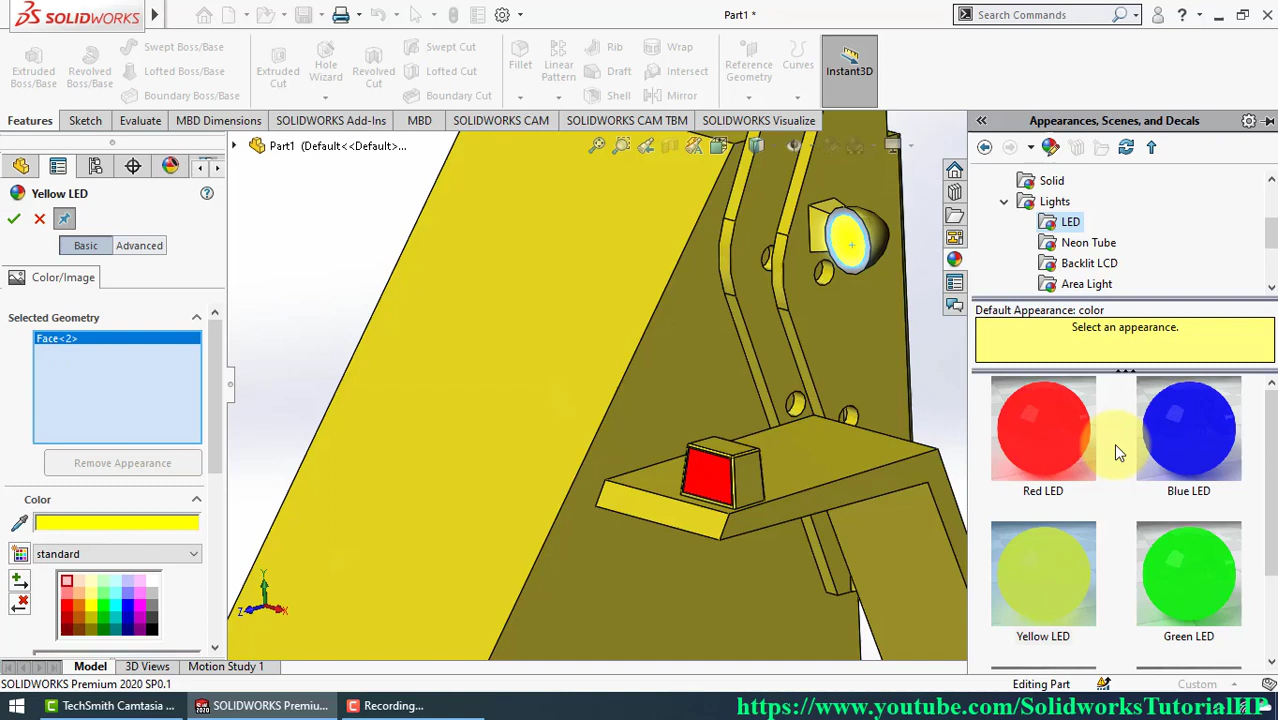 SOLIDWORKS
Part1 *
Search Commands
Extruded Boss/Base
Revolved Boss/Base
Swept Boss/Base
Lofted Boss/Base
Boundary Boss/Base
Extruded Cut
Hole Wizard
Revolved Cut
Swept Cut
Lofted Cut
Boundary Cut
Fillet
Linear Pattern
Rib
Draft
Shell
Wrap
Intersect
Mirror
Reference Geometry
Curves
Instant3D
Features
Sketch
Evaluate
MBD Dimensions
SOLIDWORKS Add-Ins
MBD
SOLIDWORKS CAM
SOLIDWORKS CAM TBM
SOLIDWORKS Visualize
Appearances, Scenes, and Decals
Part1 (Default<<Default>...
Yellow LED
Basic
Advanced
Color/Image
Selected Geometry
Face<2>
Remove Appearance
Color
standard
Y
Z
X
Solid
Lights
LED
Neon Tube
Backlit LCD
Area Light
Default Appearance: color
Select an appearance.
Red LED
Blue LED
Yellow LED
Green LED
Model
3D Views
Motion Study 1
SOLIDWORKS Premium 2020 SP0.1
Editing Part
Custom
TechSmith Camtasia ...
SOLIDWORKS Premiu...
Recording...
https://www.youtube.com/SolidworksTutorialHP